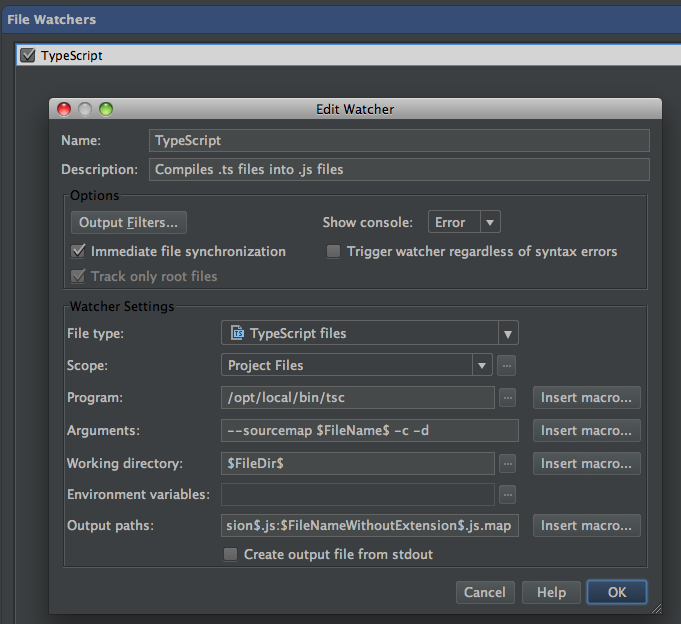 File Watchers
TypeScript
Edit Watcher
Name: TypeScript
Description: Compiles .ts files into .js files
Options
Output Filters... Show console: Error
Immediate file synchronization Trigger watcher regardless of syntax errors
Track only root files
Watcher Settings
File type: TS TypeScript files
Scope: Project Files ...
Program: /opt/local/bin/tsc ... Insert macro...
Arguments: --sourcemap $FileName$ -c -d Insert macro...
Working directory: $FileDir$ ... Insert macro...
Environment variables: ...
Output paths: sion$.js:$FileNameWithoutExtension$.js.map Insert macro...
Create output file from stdout
Cancel Help OK